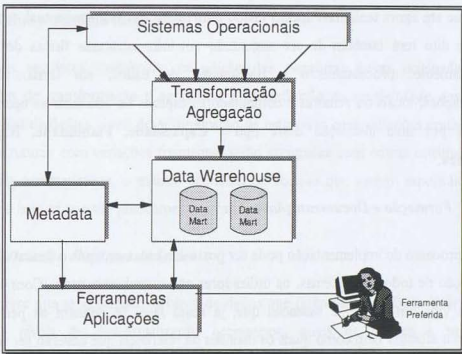 Sistemas Operacionais
Transformação
Agregação
Data Warehouse
Data
Mart
Data
Mart
Metadata
Ferramentas
Aplicações
Ferramenta
Preferida